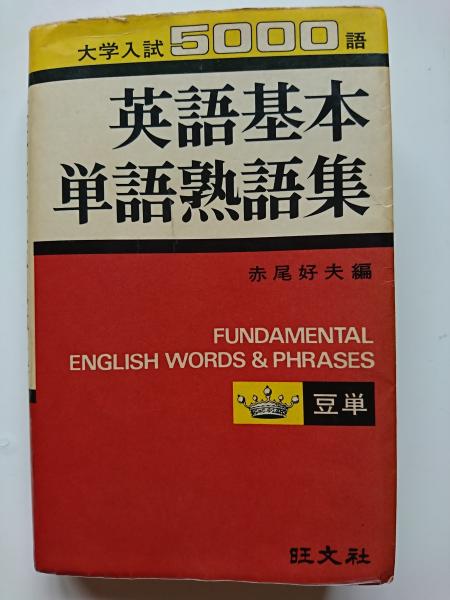 大学入試5000語
英語基本
単語熟語集
赤尾好夫編
FUNDAMENTAL
ENGLISH WORDS & PHRASES
豆単
旺文社